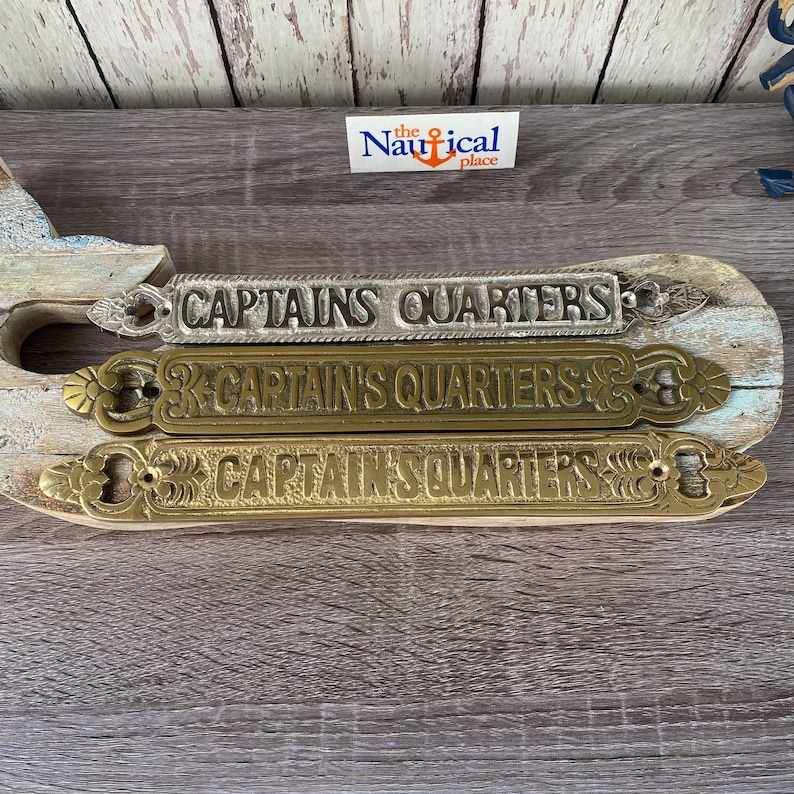 the
Nautical
place
CAPTAINS QUARTERS
CAPTAIN'S QUARTERS
CAPTAIN'S QUARTERS